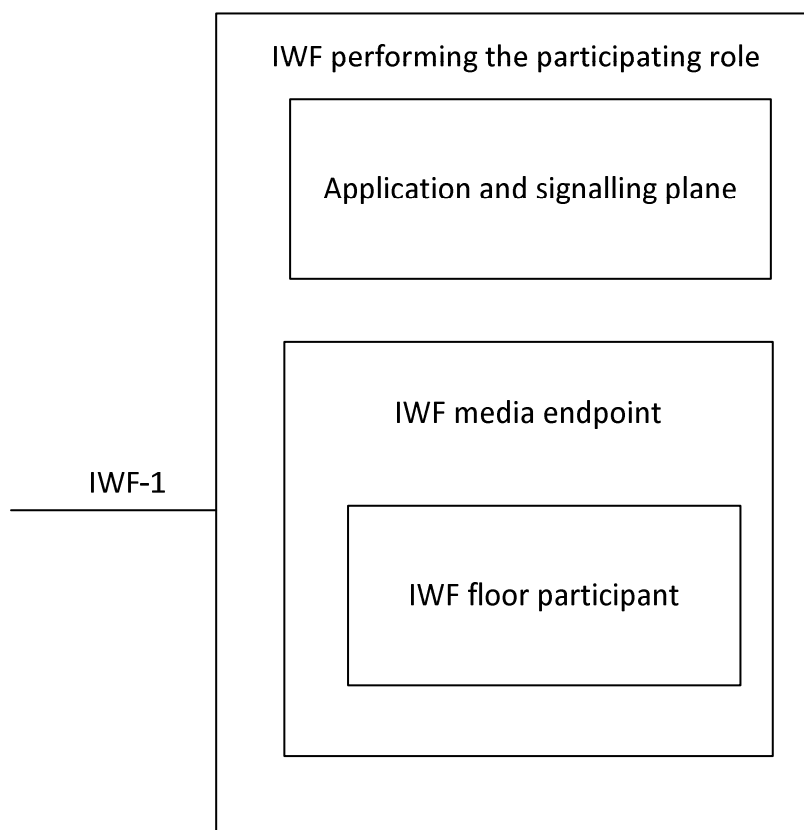 IWF performing the participating role
Application and signalling plane
IWF media endpoint
IWF-1
IWF floor participant